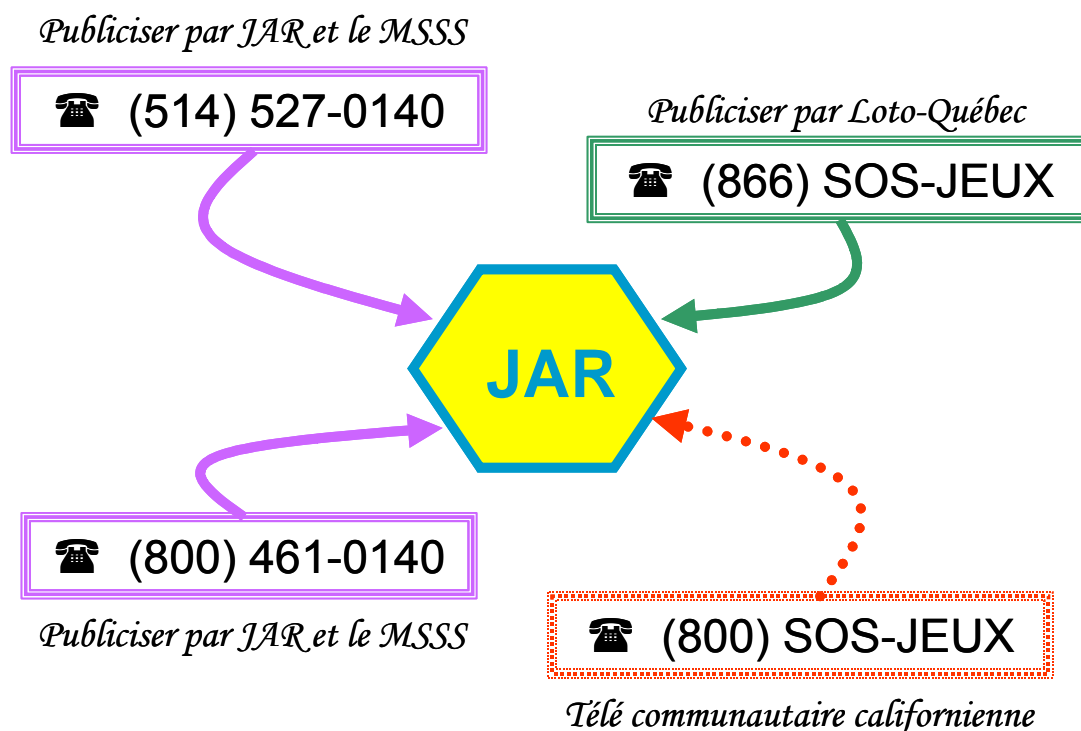 Publiciser par JAR et le MSSS
☎ (514) 527-0140
Publiciser par Loto-Québec
☎ (866) SOS-JEUX
JAR
☎ (800) 461-0140
Publiciser par JAR et le MSSS
☎ (800) SOS-JEUX
Télé communautaire californienne